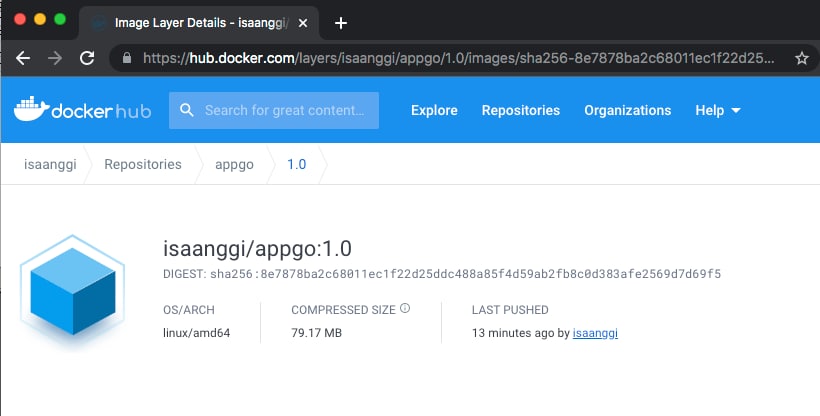 Image Layer Details - isaanggi/
https://hub.docker.com/layers/isaanggi/appgo/1.0/images/sha256-8e7878ba2c68011ec1f22d25...
docker hub
Search for great content...
Explore
Repositories
Organizations
Help
isaanggi
Repositories
appgo
1.0
isaanggi/appgo:1.0
DIGEST: sha256:8e7878ba2c68011ec1f22d25ddc488a85f4d59ab2fb8c0d383afe2569d7d69f5
OS/ARCH
linux/amd64
COMPRESSED SIZE
79.17 MB
LAST PUSHED
13 minutes ago by isaanggi